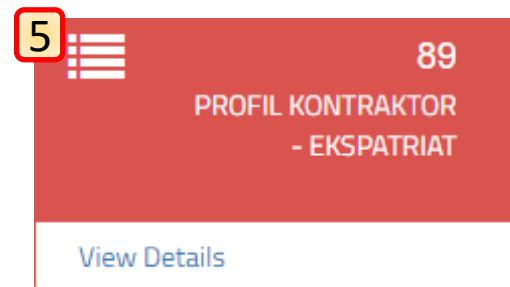 5
89
PROFIL KONTRAKTOR
- EKSPATRIAT
View Details